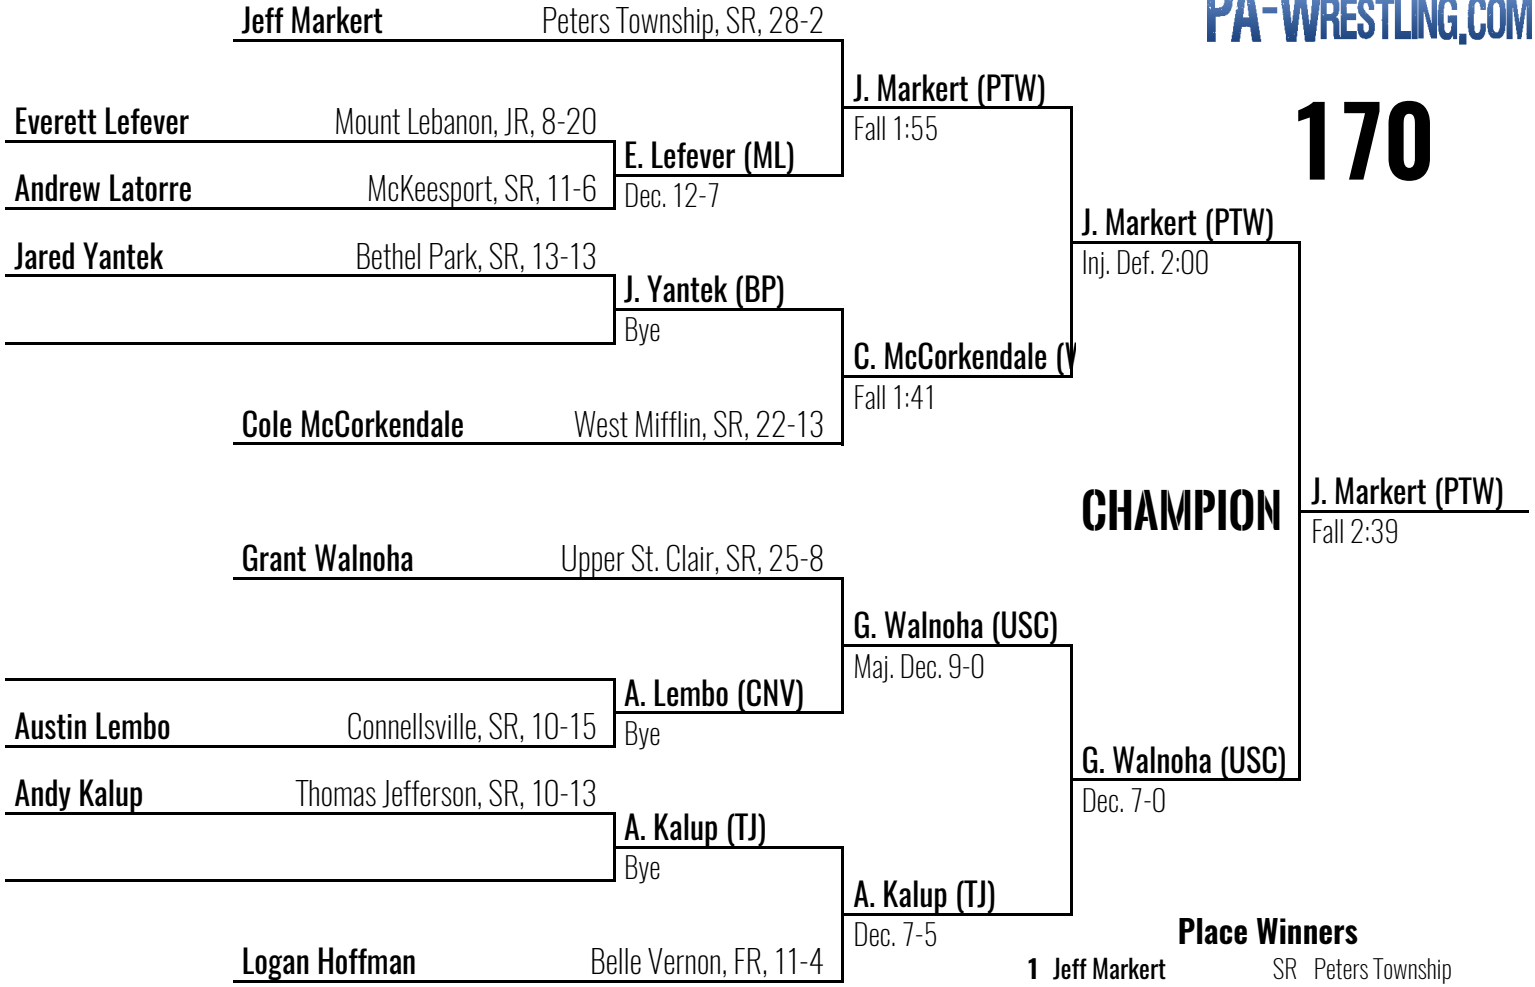 Jeff Markert Peters Township, SR, 28-2
PA-WRESTLING.COM
J. Markert (PTW)
Fall 1:55
170
Everett Lefever Mount Lebanon, JR, 8-20
E. Lefever (ML)
Dec. 12-7
Andrew Latorre McKeesport, SR, 11-6
J. Markert (PTW)
Inj. Def. 2:00
Jared Yantek Bethel Park, SR, 13-13
J. Yantek (BP)
Bye
C. McCorkendale (
Fall 1:41
Cole McCorkendale West Mifflin, SR, 22-13
CHAMPION
J. Markert (PTW)
Fall 2:39
Grant Walnoha Upper St. Clair, SR, 25-8
G. Walnoha (USC)
Maj. Dec. 9-0
A. Lembo (CNV)
Bye
Austin Lembo Connellsville, SR, 10-15
G. Walnoha (USC)
Dec. 7-0
Andy Kalup Thomas Jefferson, SR, 10-13
A. Kalup (TJ)
Bye
A. Kalup (TJ)
Dec. 7-5
Logan Hoffman Belle Vernon, FR, 11-4
Place Winners
1 Jeff Markert SR Peters Township